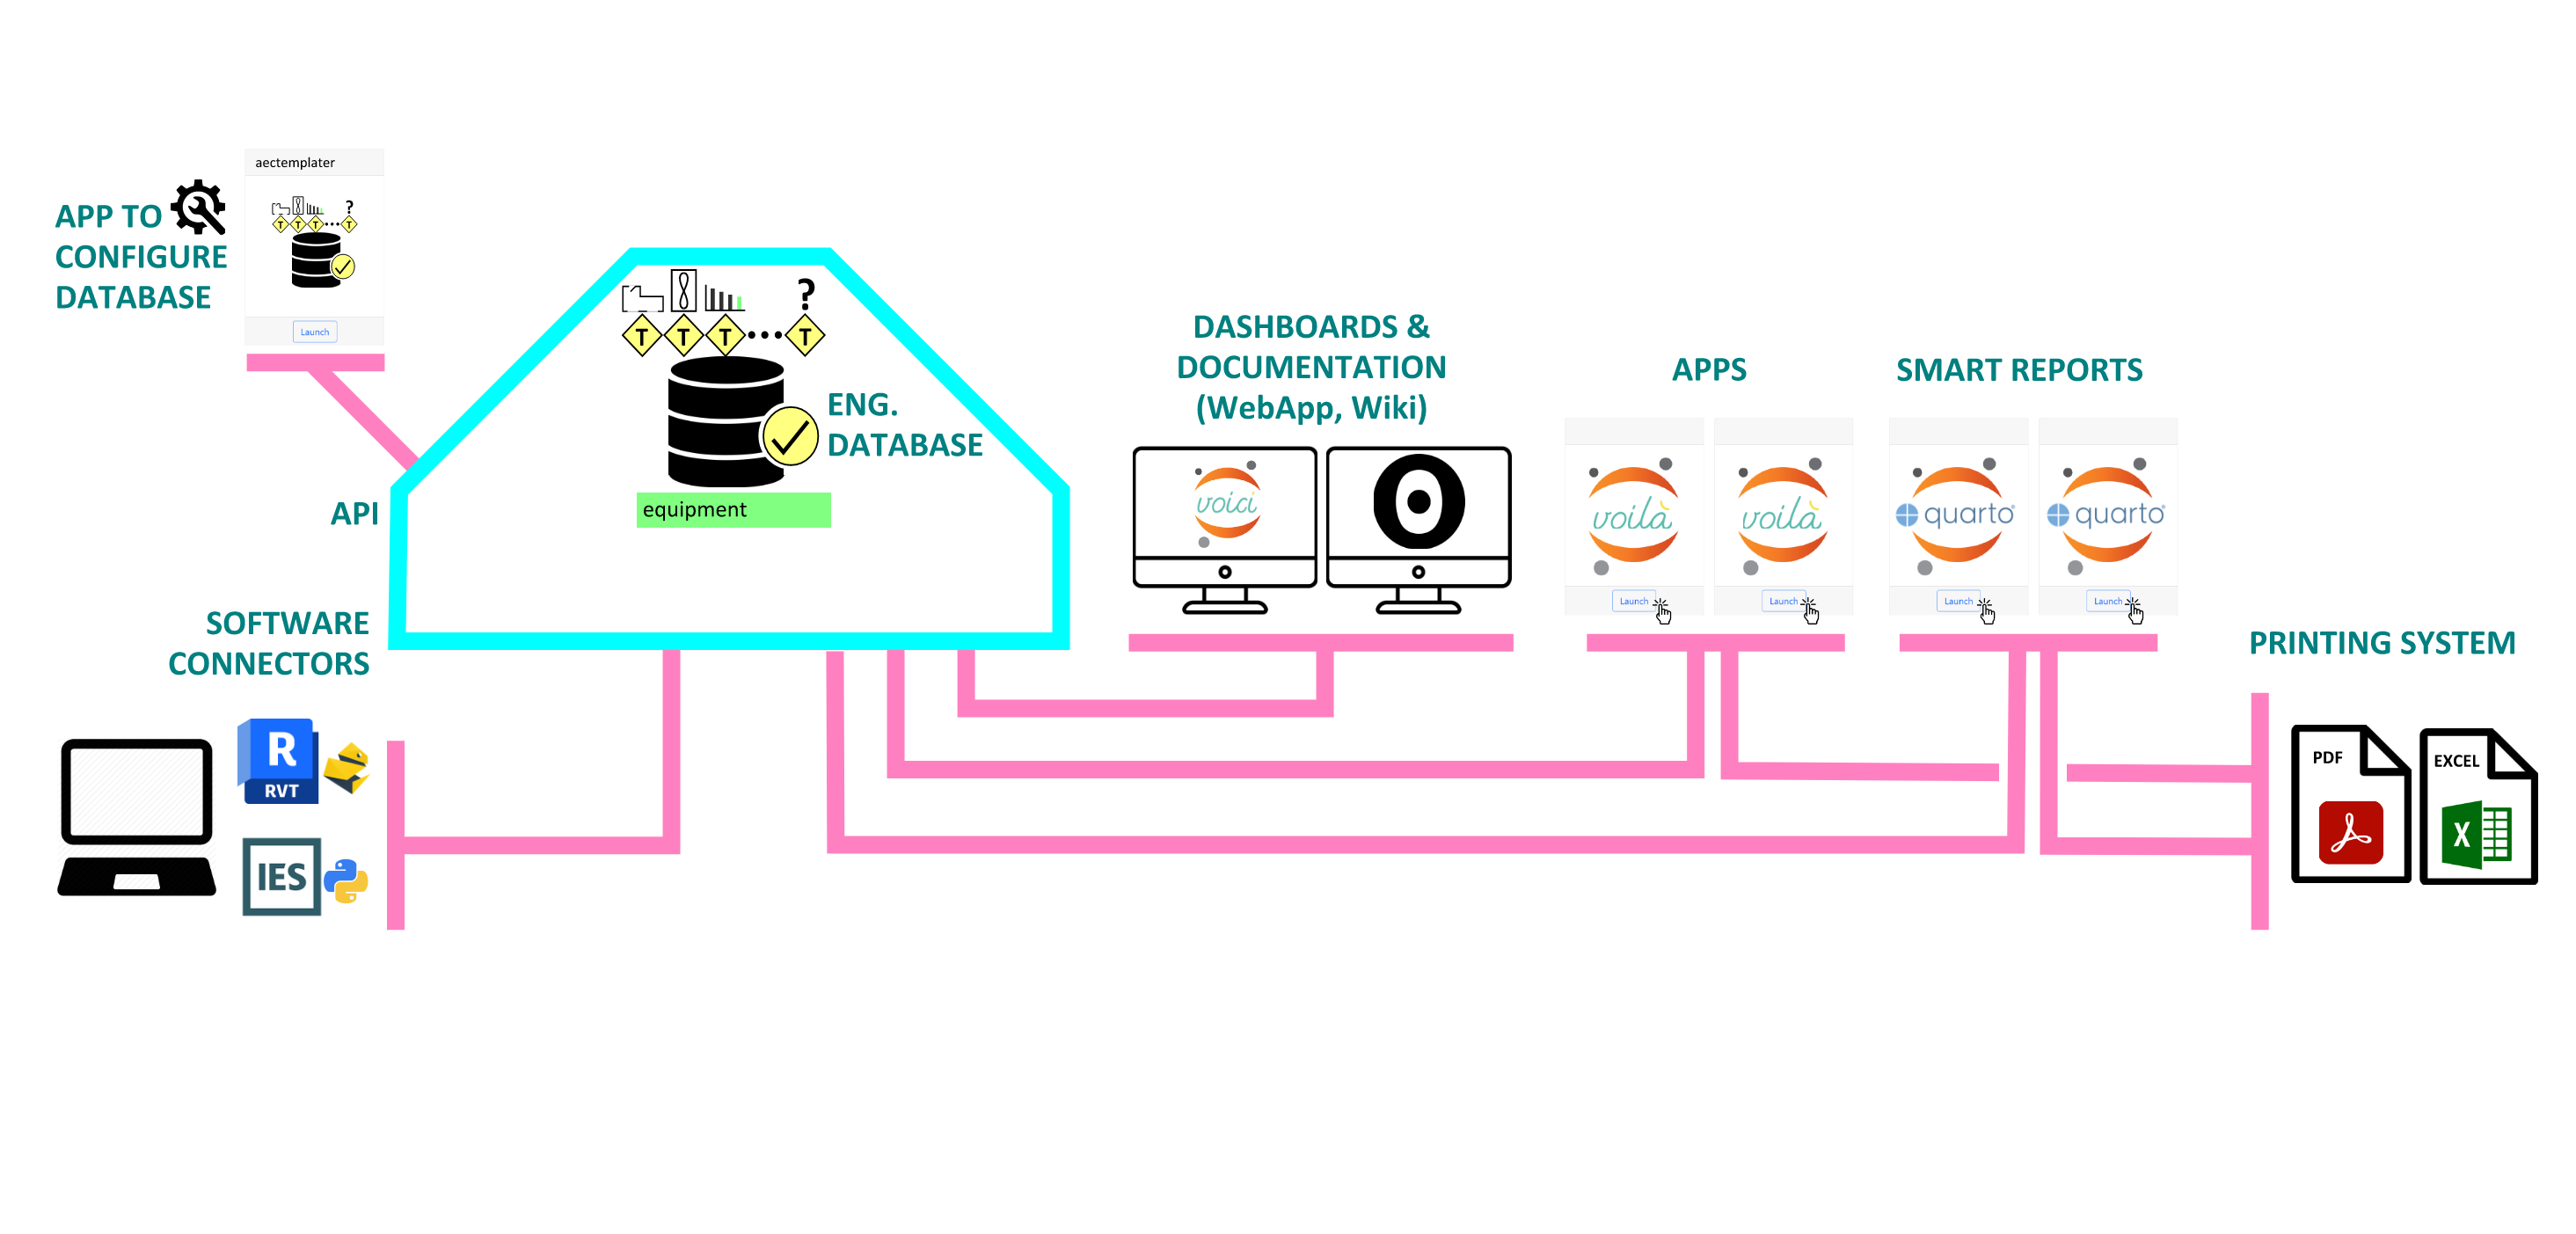 aectemplater
APP TO
CONFIGURE
DATABASE
?
T T T T
Launch
?
T T T T
ENG.
DATABASE
equipment
API
SOFTWARE
CONNECTORS
R
RVT
IES
DASHBOARDS &
DOCUMENTATION
(WebApp, Wiki)
voici
APPS
voilà
voilà
Launch
Launch
SMART REPORTS
quarto
quarto
Launch
Launch
PRINTING SYSTEM
PDF
EXCEL
X